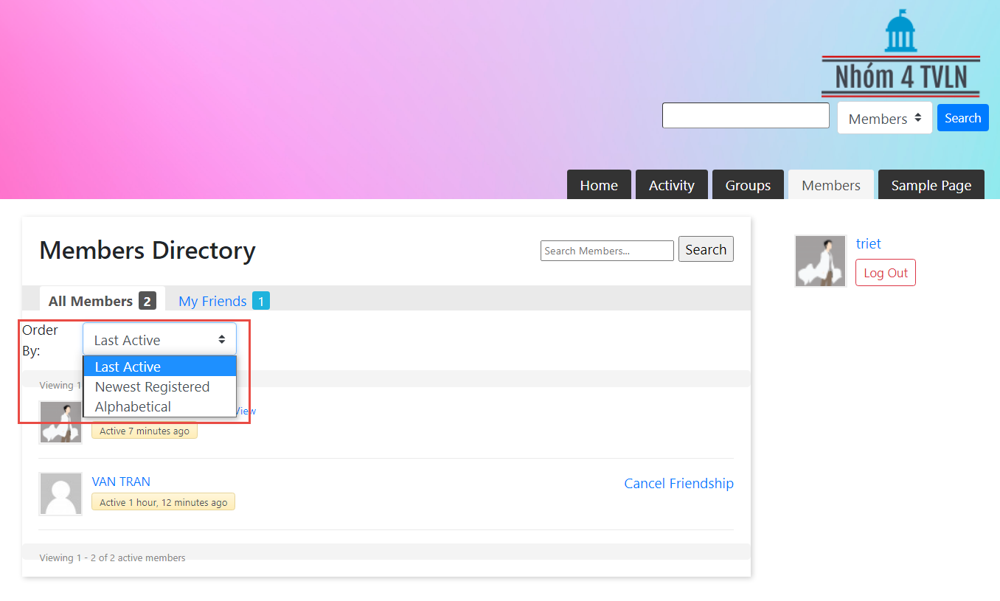 Nhóm 4 TVLN
Members
Search
Home
Activity
Groups
Members
Sample Page
Members Directory
Search Members...
Search
triet
Log Out
All Members 2
My Friends 1
Order
By:
Last Active
Last Active
Newest Registered
Alphabetical
Viewing 1
View
Active 7 minutes ago
VAN TRAN
Active 1 hour, 12 minutes ago
Cancel Friendship
Viewing 1 - 2 of 2 active members